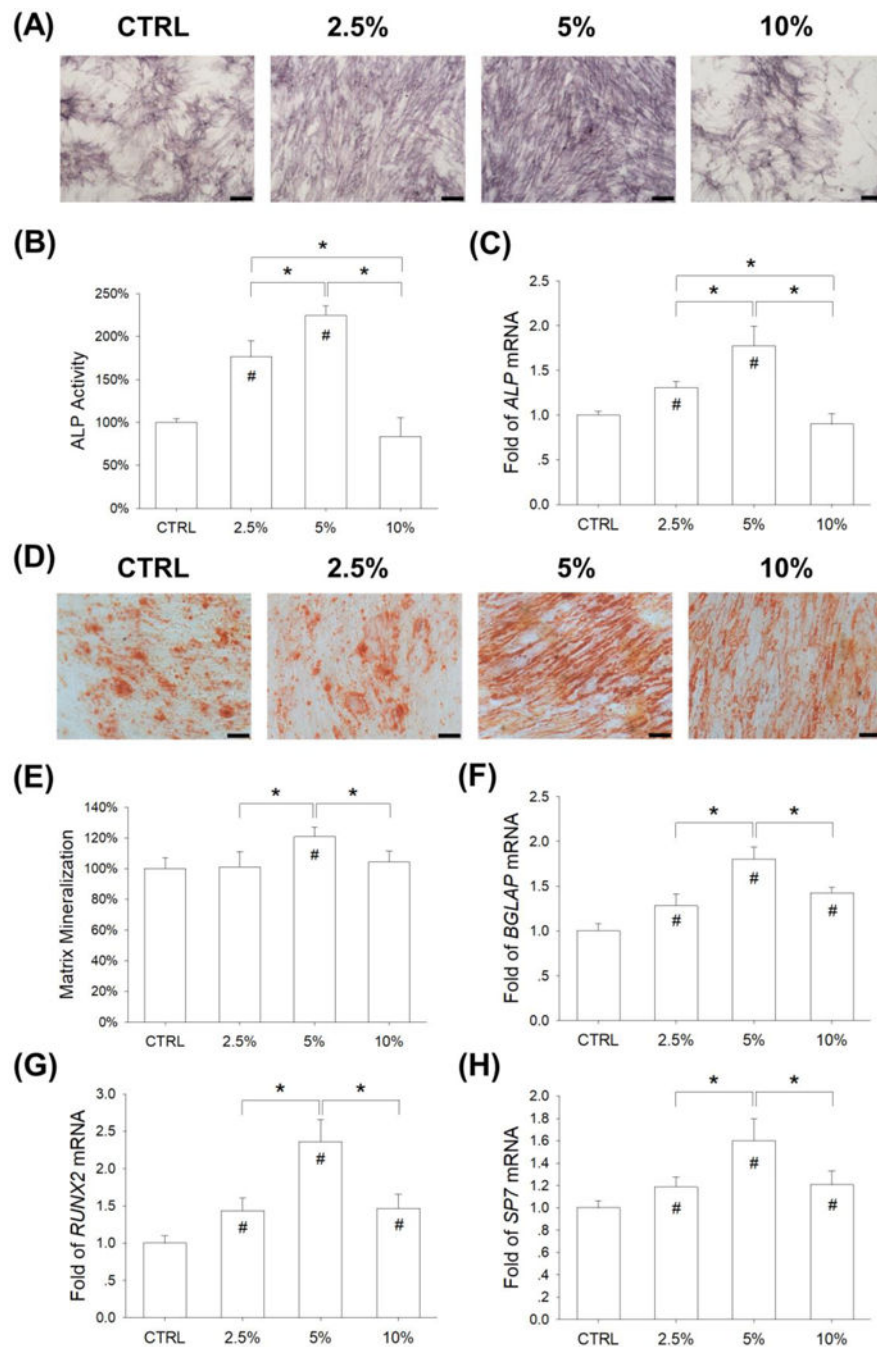 (A)
CTRL 2.5% 5% 10%
(B)
*
* *
250%
200%
150%
100%
50%
0%
ALP Activity
# #
CTRL 2.5% 5% 10%
(C)
*
* *
2.5
2.0
1.5
1.0
.5
0.0
Fold of ALP mRNA
# #
CTRL 2.5% 5% 10%
(D)
CTRL 2.5% 5% 10%
(E)
* *
140%
120%
100%
80%
60%
40%
20%
0%
Matrix Mineralization
#
CTRL 2.5% 5% 10%
(F)
* *
2.5
2.0
1.5
1.0
.5
0.0
Fold of BGLAP mRNA
# # #
CTRL 2.5% 5% 10%
(G)
* *
3.0
2.5
2.0
1.5
1.0
.5
0.0
Fold of RUNX2 mRNA
# # #
CTRL 2.5% 5% 10%
(H)
* *
2.0
1.8
1.6
1.4
1.2
1.0
.8
.6
.4
.2
0.0
Fold of SP7 mRNA
# # #
CTRL 2.5% 5% 10%